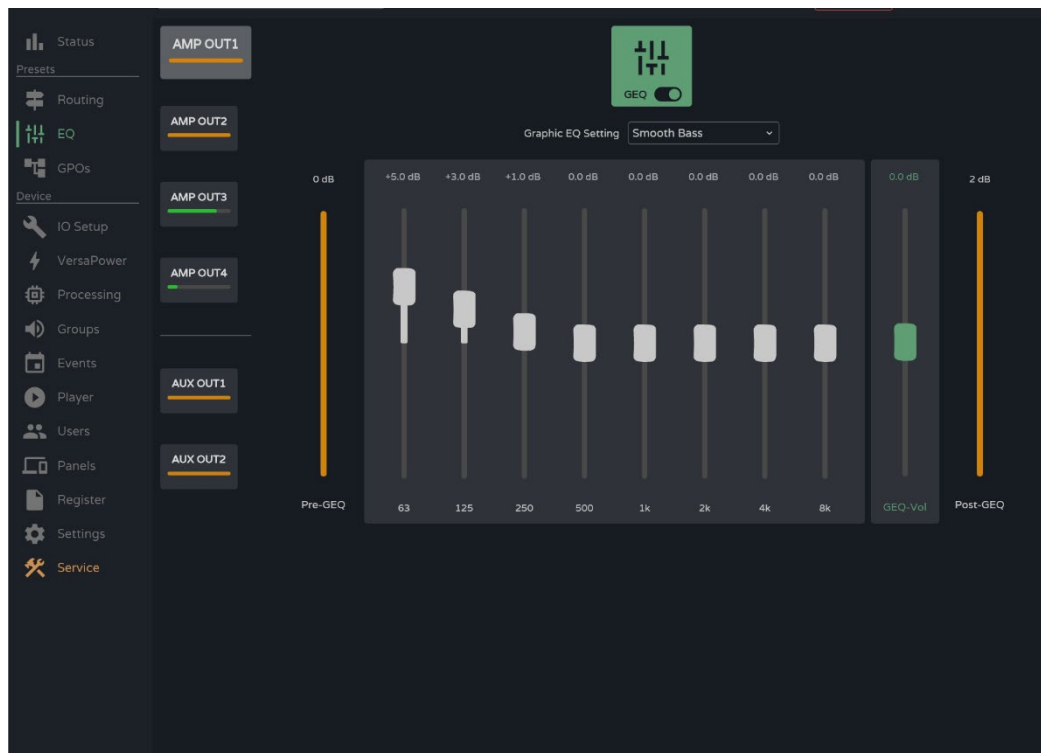 Status
Presets
Routing
EQ
GPOs
Device
IO Setup
VersaPower
Processing
Groups
Events
Player
Users
Panels
Register
Settings
Service
AMP OUT1
AMP OUT2
AMP OUT3
AMP OUT4
AUX OUT1
AUX OUT2
GEQ
Graphic EQ Setting Smooth Bass
0 dB +5.0 dB +3.0 dB +1.0 dB 0.0 dB 0.0 dB 0.0 dB 0.0 dB 0.0 dB 0.0 dB 2 dB
Pre-GEQ 63 125 250 500 1k 2k 4k 8k GEQ-Vol Post-GEQ